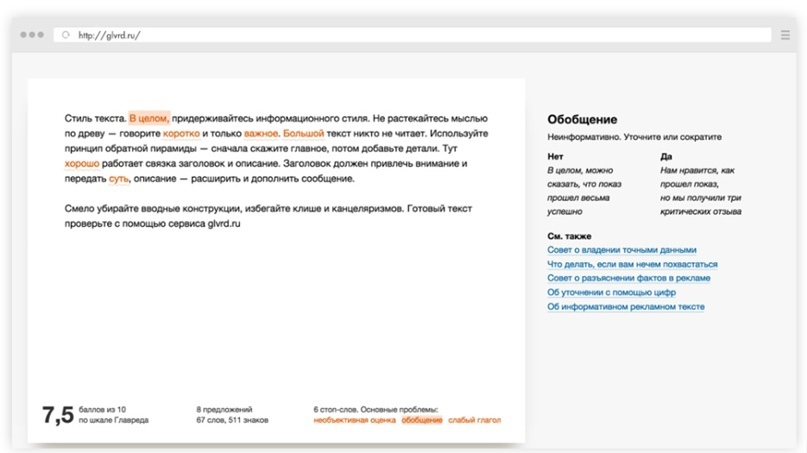 http://glvrd.ru/
Стиль текста. В целом, придерживайтесь информационного стиля. Не растекайтесь мыслью
по древу — говорите коротко и только важное. Большой текст никто не читает. Используйте
принцип обратной пирамиды — сначала скажите главное, потом добавьте детали. Тут
хорошо работает связка заголовок и описание. Заголовок должен привлечь внимание и
передать суть, описание — расширить и дополнить сообщение.
Смело убирайте вводные конструкции, избегайте клише и канцеляризмов. Готовый текст
проверьте с помощью сервиса glvrd.ru
7,5 баллов из 10
по шкале Главреда
8 предложений
67 слов, 511 знаков
6 стоп-слов. Основные проблемы:
необъективная оценка обобщение слабый глагол
Обобщение
Неинформативно. Уточните или сократите
Нет
В целом, можно
сказать, что показ
прошел весьма
успешно
Да
Нам нравится, как
прошел показ,
но мы получили три
критических отзыва
См. также
Совет о владении точными данными
Что делать, если вам нечем похвастаться
Совет о разъяснении фактов в рекламе
Об уточнении с помощью цифр
Об информативном рекламном тексте